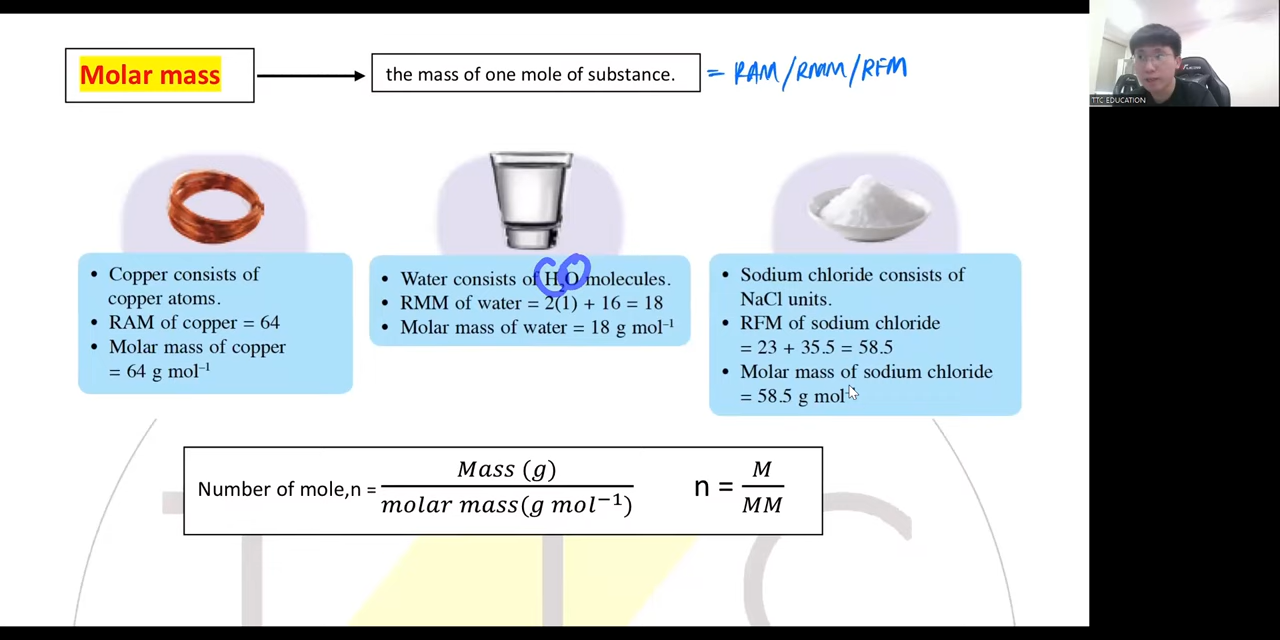 Molar mass
the mass of one mole of substance.
= RAM/RMM/RFM
TTC EDUCATION
• Copper consists of
copper atoms.
• RAM of copper = 64
• Molar mass of copper
= 64 g mol⁻¹
• Water consists of H₂O molecules.
• RMM of water = 2(1) + 16 = 18
• Molar mass of water = 18 g mol⁻¹
• Sodium chloride consists of
NaCl units.
• RFM of sodium chloride
= 23 + 35.5 = 58.5
• Molar mass of sodium chloride
= 58.5 g mol⁻¹
Number of mole,n = Mass (g) / molar mass(g mol⁻¹)
n = M / MM